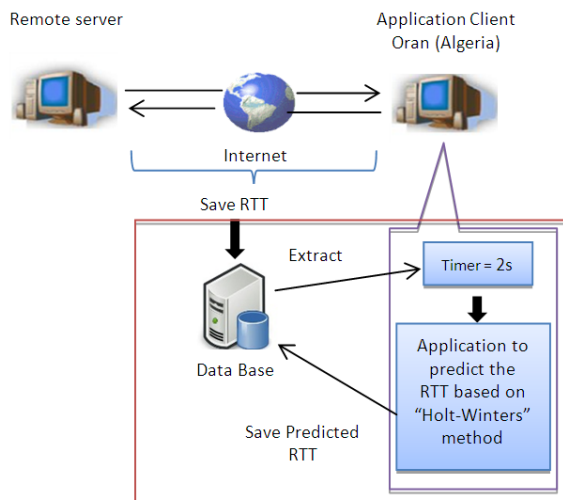 Remote server
Application Client
Oran (Algeria)
Internet
Save RTT
Extract
Timer = 2s
Data Base
Application to
predict the
RTT based on
“Holt-Winters”
method
Save Predicted
RTT